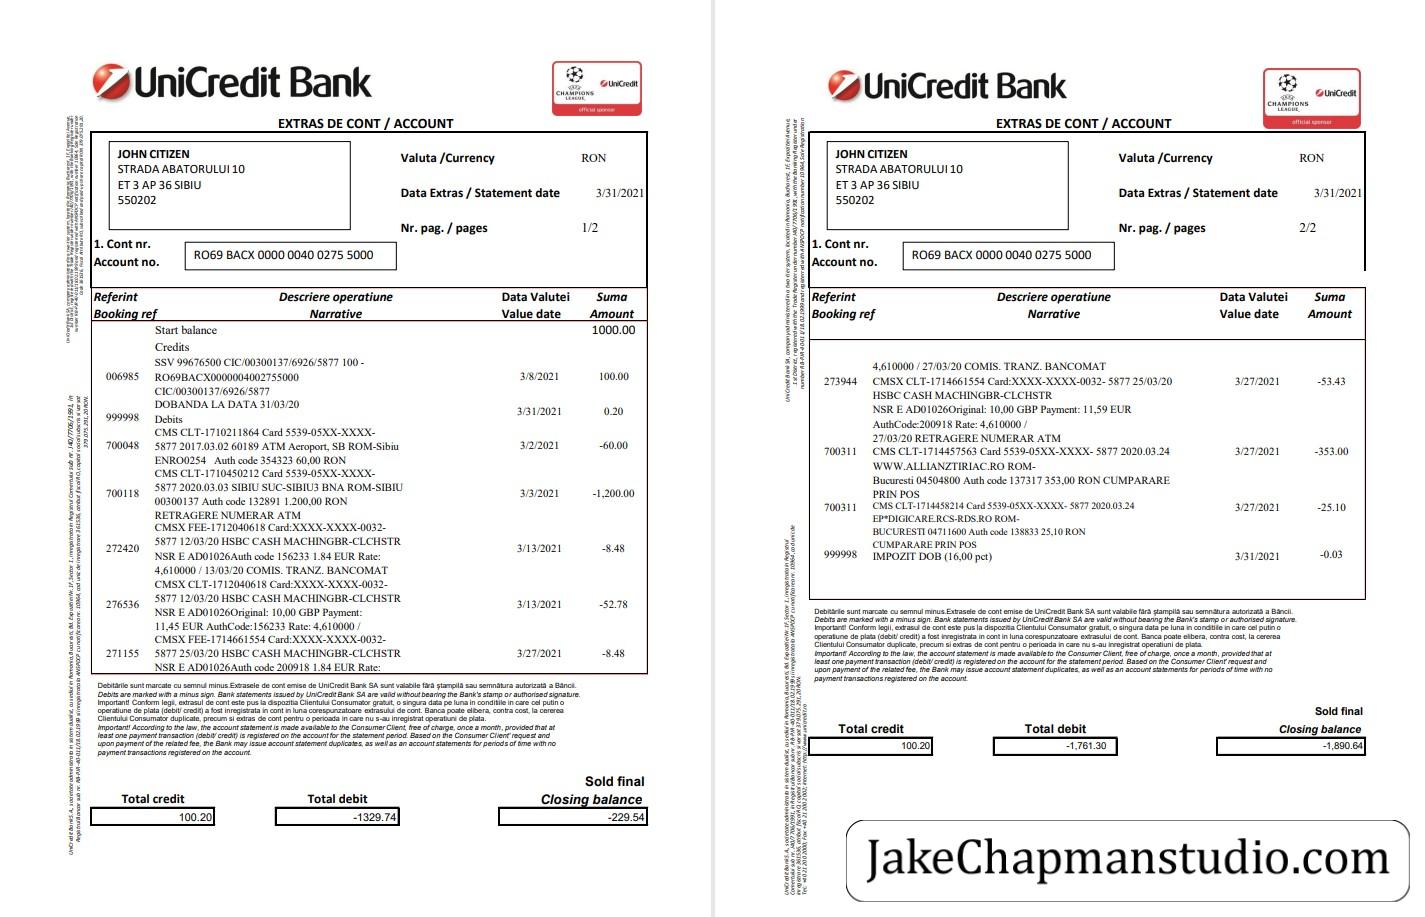 UniCredit Bank
CHAMPIONS
LEAGUE
UniCredit
official sponsor
EXTRAS DE CONT / ACCOUNT
JOHN CITIZEN
STRADA ABATORULUI 10
ET 3 AP 36 SIBIU
550202
Valuta /Currency RON
Data Extras / Statement date 3/31/2021
Nr. pag. / pages 1/2
1. Cont nr.
Account no.
RO69 BACX 0000 0040 0275 5000
Referint Descriere operatiune Data Valutei Suma
Booking ref Narrative Value date Amount
Start balance 1000.00
Credits
SSV 99676500 CIC/00300137/6926/5877 100 -
006985 RO69BACX0000004002755000 3/8/2021 100.00
CIC/00300137/6926/5877
DOBANDA LA DATA 31/03/20
999998 3/31/2021 0.20
Debits
CMS CLT-1710211864 Card 5539-05XX-XXXX-
700048 5877 2017.03.02 60189 ATM Aeroport, SB ROM-Sibiu 3/2/2021 -60.00
ENRO0254 Auth code 354323 60,00 RON
CMS CLT-1710450212 Card 5539-05XX-XXXX-
5877 2020.03.03 SIBIU SUC-SIBIU3 BNA ROM-SIBIU
700118 3/3/2021 -1,200.00
00300137 Auth code 132891 1.200,00 RON
RETRAGERE NUMERAR ATM
CMSX FEE-1712040618 Card:XXXX-XXXX-0032-
5877 12/03/20 HSBC CASH MACHINGBR-CLCHSTR
272420 3/13/2021 -8.48
NSR E AD01026Auth code 156233 1.84 EUR Rate:
4,610000 / 13/03/20 COMIS. TRANZ. BANCOMAT
CMSX CLT-1712040618 Card:XXXX-XXXX-0032-
5877 12/03/20 HSBC CASH MACHINGBR-CLCHSTR
276536 3/13/2021 -52.78
NSR E AD01026Original: 10,00 GBP Payment:
11,45 EUR AuthCode:156233 Rate: 4,610000 /
CMSX FEE-1714661554 Card:XXXX-XXXX-0032-
271155 5877 25/03/20 HSBC CASH MACHINGBR-CLCHSTR 3/27/2021 -8.48
NSR E AD01026Auth code 200918 1.84 EUR Rate:
Debitările sunt marcate cu semnul minus.Extrasele de cont emise de UniCredit Bank SA sunt valabile fără ștampilă sau semnătura autorizată a Băncii.
Debits are marked with a minus sign. Bank statements issued by UniCredit Bank SA are valid without Bank's stamp or authorised signature.
Important! Conform legii, extrasul de cont este pus la dispozitia Clientului Consumator gratuit, o singura data pe luna in conditiile in care cel putin o
operatiune de plata (debit/ credit) a fost inregistrata in cont in luna corespunzatoare extrasului de cont. Banca poate elibera, contra cost, la cererea
Clientului Consumator duplicate, precum si extras de cont pentru o perioada in care nu s-au inregistrat operatiuni de plata.
Important! According to the law, the account statement is made available to the Consumer Client, free of charge, once a month, provided that at
least one payment transaction (debit/ credit) is registered on the account for the statement period. Based on the Consumer Client' request and
upon payment of the related fee, the Bank may issue account statement duplicates, as well as an account statements for periods of time with no
payment transactions registered on the account.
Sold final
Total credit Total debit Closing balance
100.20 -1329.74 -229.54
UniCredit Bank
CHAMPIONS
LEAGUE
UniCredit
official sponsor
EXTRAS DE CONT / ACCOUNT
JOHN CITIZEN
STRADA ABATORULUI 10
ET 3 AP 36 SIBIU
550202
Valuta /Currency RON
Data Extras / Statement date 3/31/2021
Nr. pag. / pages 2/2
1. Cont nr.
Account no.
RO69 BACX 0000 0040 0275 5000
Referint Descriere operatiune Data Valutei Suma
Booking ref Narrative Value date Amount
4,610000 / 27/03/20 COMIS. TRANZ. BANCOMAT
273944 CMSX CLT-1714661554 Card:XXXX-XXXX-0032- 5877 25/03/20 3/27/2021 -53.43
HSBC CASH MACHINGBR-CLCHSTR
NSR E AD01026Original: 10,00 GBP Payment: 11,59 EUR
AuthCode:200918 Rate: 4,610000 /
27/03/20 RETRAGERE NUMERAR ATM
700311 CMS CLT-1714457563 Card 5539-05XX-XXXX- 5877 2020.03.24 3/27/2021 -353.00
WWW.ALLIANZTIRIAC.RO ROM-
Bucuresti 04504800 Auth code 137317 353,00 RON CUMPARARE
PRIN POS
700311 CMS CLT-1714458214 Card 5539-05XX-XXXX- 5877 2020.03.24 3/27/2021 -25.10
EP*DIGICARE.RCS-RDS.RO ROM-
BUCURESTI 04711600 Auth code 138833 25,10 RON
CUMPARARE PRIN POS
999998 IMPOZIT DOB (16,00 pct) 3/31/2021 -0.03
Debitările sunt marcate cu semnul minus.Extrasele de cont emise de UniCredit Bank SA sunt valabile fără ștampilă sau semnătura autorizată a Băncii.
Debits are marked with a minus sign. Bank statements issued by UniCredit Bank SA are valid without Bank's stamp or authorised signature.
Important! Conform legii, extrasul de cont este pus la dispozitia Clientului Consumator gratuit, o singura data pe luna in conditiile in care cel putin o
operatiune de plata (debit/ credit) a fost inregistrata in cont in luna corespunzatoare extrasului de cont. Banca poate elibera, contra cost, la cererea
Clientului Consumator duplicate, precum si extras de cont pentru o perioada in care nu s-au inregistrat operatiuni de plata.
Important! According to the law, the account statement is made available to the Consumer Client, free of charge, once a month, provided that at
least one payment transaction (debit/ credit) is registered on the account for the statement period. Based on the Consumer Client' request and
upon payment of the related fee, the Bank may issue account statement duplicates, as well as an account statements for periods of time with no
payment transactions registered on the account.
Sold final
Total credit Total debit Closing balance
100.20 -1,761.30 -1,890.64
JakeChapmanstudio.com